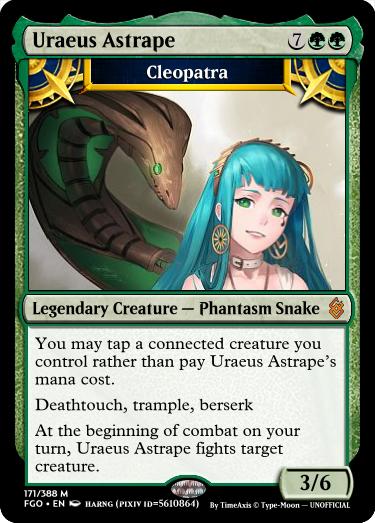 Uraeus Astrape 7
Cleopatra
Legendary Creature — Phantasm Snake
You may tap a connected creature you
control rather than pay Uraeus Astrape's
mana cost.
Deathtouch, trample, berserk
At the beginning of combat on your
turn, Uraeus Astrape fights target
creature.
3/6
171/388 M
FGO • EN HARNG (PIXIV ID=5610864)
By TimeAxis © Type-Moon — UNOFFICIAL